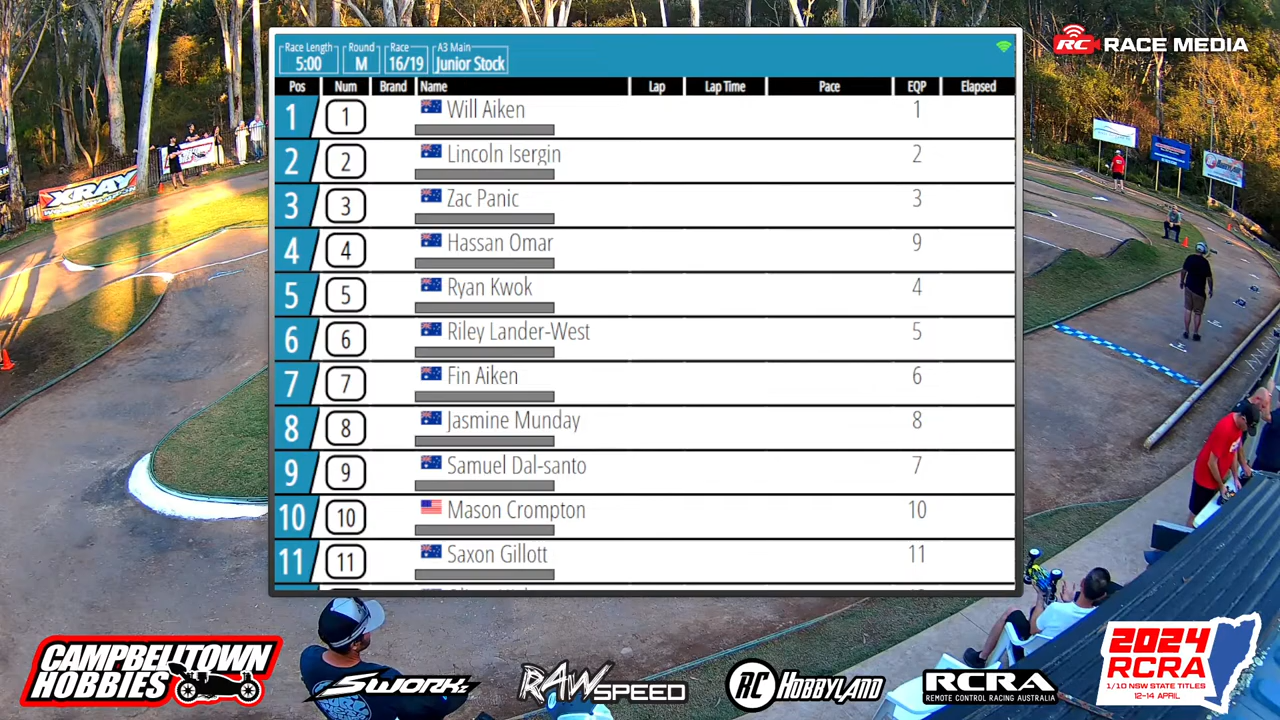 RC RACE MEDIA
Race Length 5:00
Round M
Race 16/19
A3 Main Junior Stock
Pos Num Brand Name Lap Lap Time Pace EQP Elapsed
1 1 Will Aiken 1
2 2 Lincoln Isergin 2
3 3 Zac Panic 3
4 4 Hassan Omar 9
5 5 Ryan Kwok 4
6 6 Riley Lander-West 5
7 7 Fin Aiken 6
8 8 Jasmine Munday 8
9 9 Samuel Dal-santo 7
10 10 Mason Crompton 10
11 11 Saxon Gillott 11
XRAY
CAMPBELLTOWN
HOBBIES
SWORKz
RAW SPEED
RC HOBBYLAND
RCRA
REMOTE CONTROL RACING AUSTRALIA
2024
RCRA
1/10 NSW STATE TITLES
12-14 APRIL